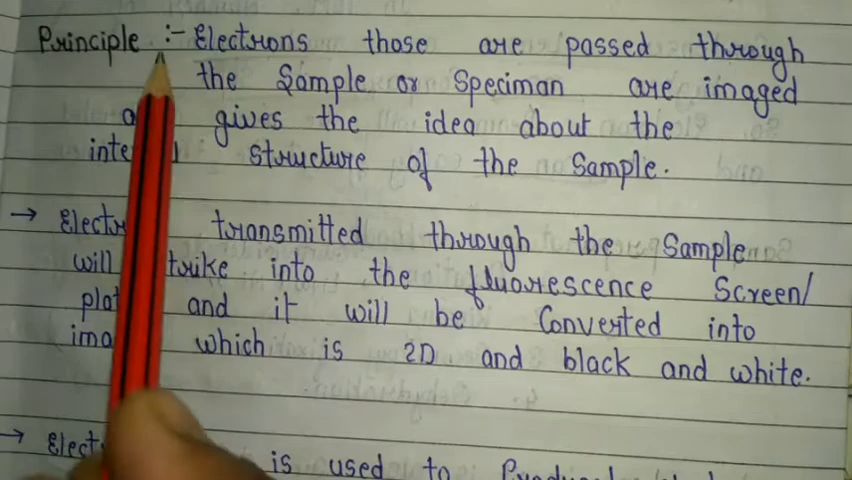 Principle :- Electrons those are passed through
the Sample or Speciman are imaged
gives the idea about the
structure of the Sample.
→ transmitted through the Sample
will into the fluorescence Screen/
and it will be Converted into
which is 2D and black and white.
→
is used to